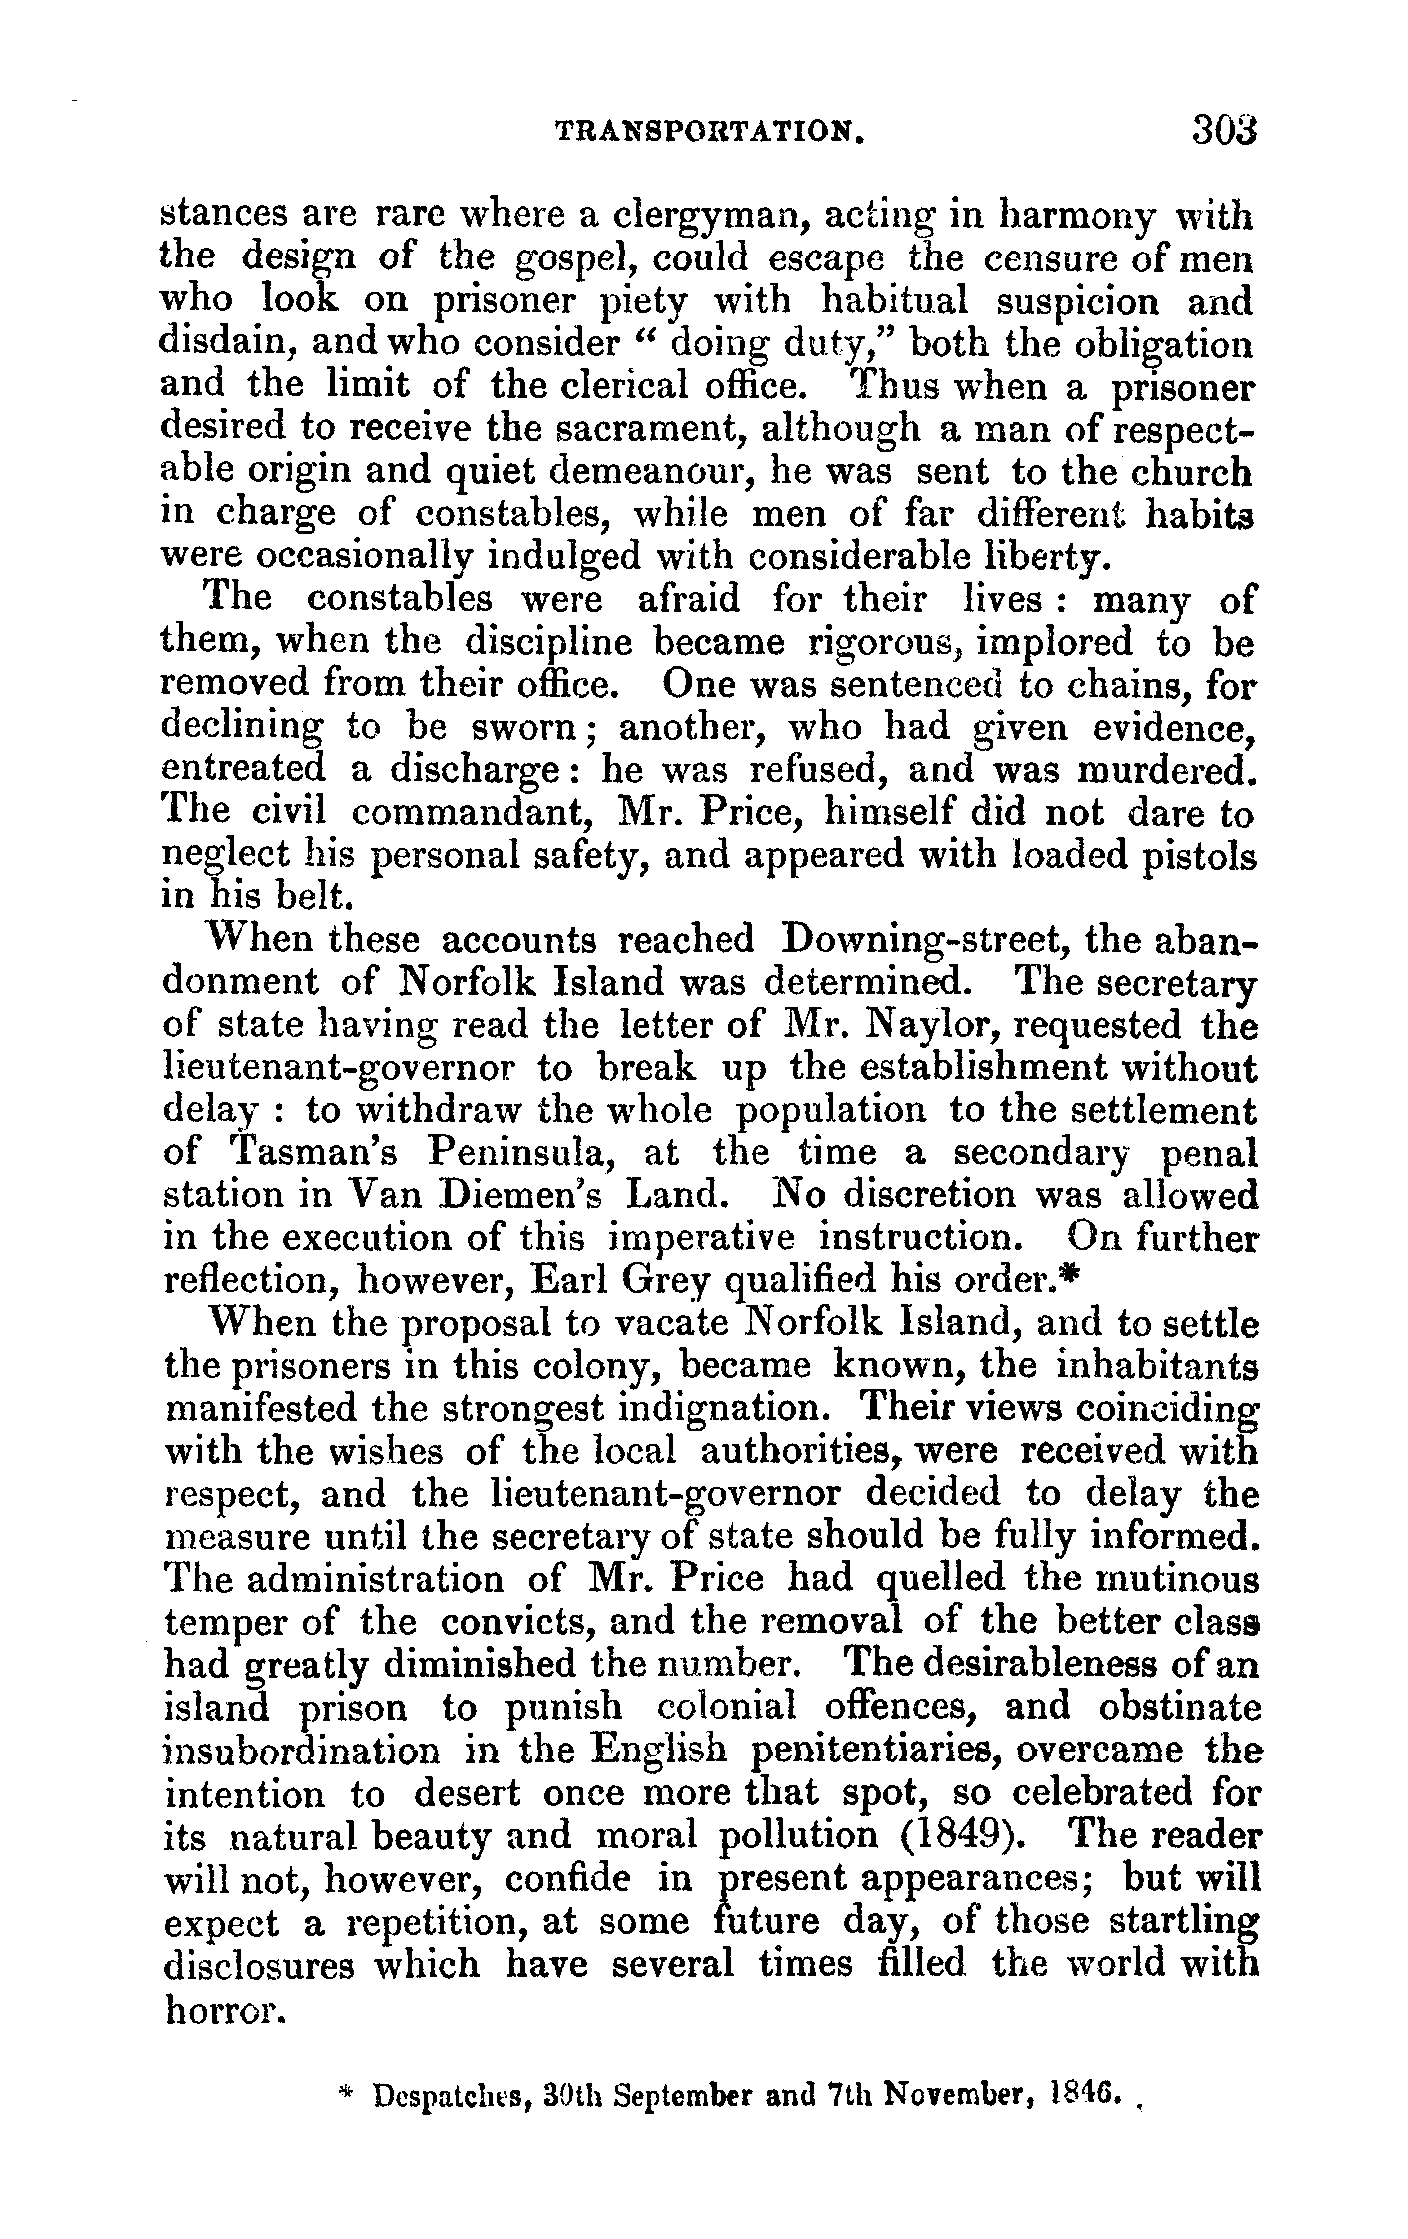 TRANSPORTATION. 303
stances are rare where a clergyman, acting in harmony with
the design of the gospel, could escape the censure of men
who look on prisoner piety with habitual suspicion and
disdain, and who consider “ doing duty,” both the obligation
and the limit of the clerical office. Thus when a prisoner
desired to receive the sacrament, although a man of respect-
able origin and quiet demeanour, he was sent to the church
in charge of constables, while men of far different habits
were occasionally indulged with considerable liberty.
The constables were afraid for their lives : many of
them, when the discipline became rigorous, implored to be
removed from their office. One was sentenced to chains, for
declining to be sworn ; another, who had given evidence,
entreated a discharge : he was refused, and was murdered.
The civil commandant, Mr. Price, himself did not dare to
neglect his personal safety, and appeared with loaded pistols
in his belt.
When these accounts reached Downing-street, the aban-
donment of Norfolk Island was determined. The secretary
of state having read the letter of Mr. Naylor, requested the
lieutenant-governor to break up the establishment without
delay : to withdraw the whole population to the settlement
of Tasman’s Peninsula, at the time a secondary penal
station in Van Diemen’s Land. No discretion was allowed
in the execution of this imperative instruction. On further
reflection, however, Earl Grey qualified his order.*
When the proposal to vacate Norfolk Island, and to settle
the prisoners in this colony, became known, the inhabitants
manifested the strongest indignation. Their views coinciding
with the wishes of the local authorities, were received with
respect, and the lieutenant-governor decided to delay the
measure until the secretary of state should be fully informed.
The administration of Mr. Price had quelled the mutinous
temper of the convicts, and the removal of the better class
had greatly diminished the number. The desirableness of an
island prison to punish colonial offences, and obstinate
insubordination in the English penitentiaries, overcame the
intention to desert once more that spot, so celebrated for
its natural beauty and moral pollution (1849). The reader
will not, however, confide in present appearances; but will
expect a repetition, at some future day, of those startling
disclosures which have several times filled the world with
horror.
* Despatches, 30th September and 7th November, 1846.